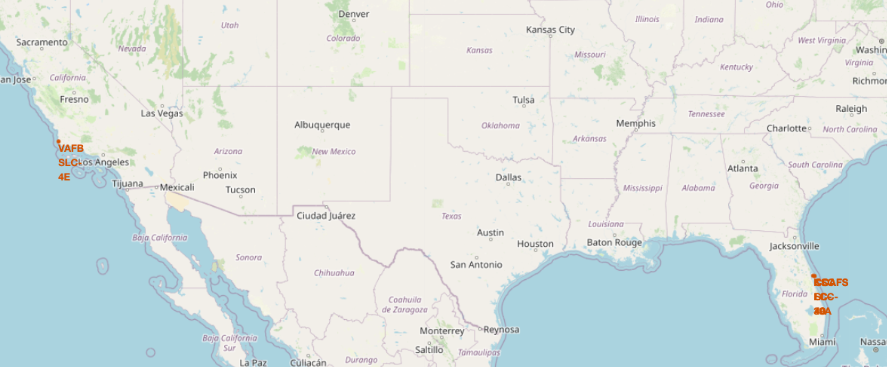 Denver
Ohio
Utah
Illinois
Indiana
Kansas City
Sacramento
Nevada
Colorado
Kansas
Missouri
West Virginia
Washin
an Jose
California
Kentucky
Virginia
Richmon
Fresno
Tulsa
Las Vegas
Raleigh
Albuquerque
Oklahoma
Memphis
Tennessee
Charlotte
North Carolina
Arkansas
VAFB
SLC-
4E
Los Angeles
Arizona
New Mexico
South Carolina
Phoenix
Dallas
Atlanta
Tijuana
Mexicali
Tucson
Mississippi
Alabama
Georgia
Ciudad Juárez
Texas
Louisiana
Baja California
Austin
Houston
Baton Rouge
Jacksonville
Sonora
San Antonio
Chihuahua
Florida
Coahuila
de Zaragoza
Monterrey
Reynosa
Baja California
Sur
Miami
Nassa
Saltillo
Tamaulipas
La Paz
Culiacán
Durango